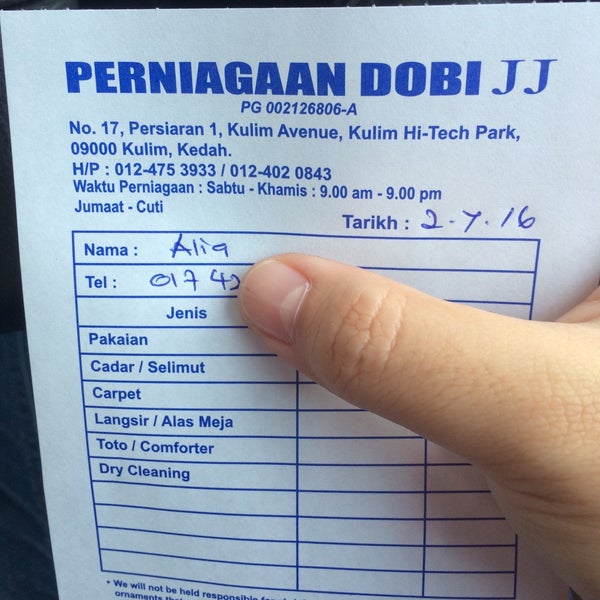 PERNIAGAAN DOBI JJ
PG 002126806-A
No. 17, Persiaran 1, Kulim Avenue, Kulim Hi-Tech Park,
09000 Kulim, Kedah.
H/P : 012-475 3933 / 012-402 0843
Waktu Perniagaan : Sabtu - Khamis : 9.00 am - 9.00 pm
Jumaat - Cuti
Tarikh : 2-7-16
Nama : Alia
Tel : 017 42
Jenis
Pakaian
Cadar / Selimut
Carpet
Langsir / Alas Meja
Toto / Comforter
Dry Cleaning
* We will not be held responsible for
ornaments